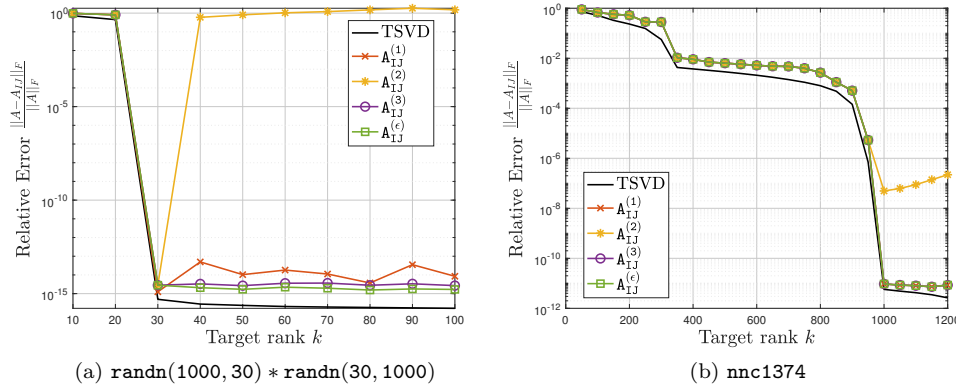 10^0
10^-5
10^-10
10^-15
Relative Error ||A−A_IJ||_F / ||A||_F
TSVD
A_IJ^(1)
A_IJ^(2)
A_IJ^(3)
A_IJ^(ϵ)
10 20 30 40 50 60 70 80 90 100
Target rank k
(a) randn(1000, 30) * randn(30, 1000)
10^0
10^-2
10^-4
10^-6
10^-8
10^-10
10^-12
Relative Error ||A−A_IJ||_F / ||A||_F
TSVD
A_IJ^(1)
A_IJ^(2)
A_IJ^(3)
A_IJ^(ϵ)
0 200 400 600 800 1000 1200
Target rank k
(b) nnc1374